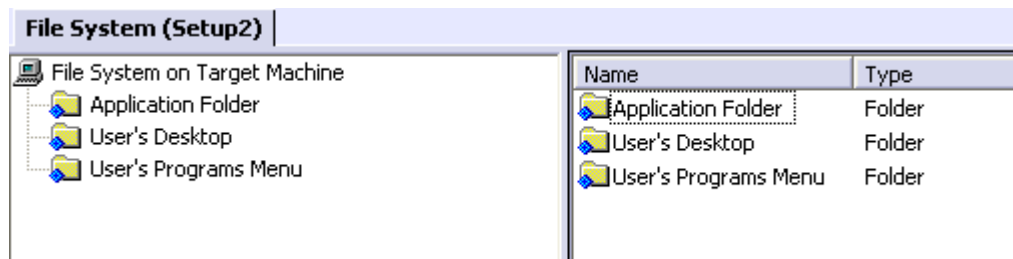 File System (Setup2)
File System on Target Machine
Application Folder
User's Desktop
User's Programs Menu
Name Type
Application Folder Folder
User's Desktop Folder
User's Programs Menu Folder